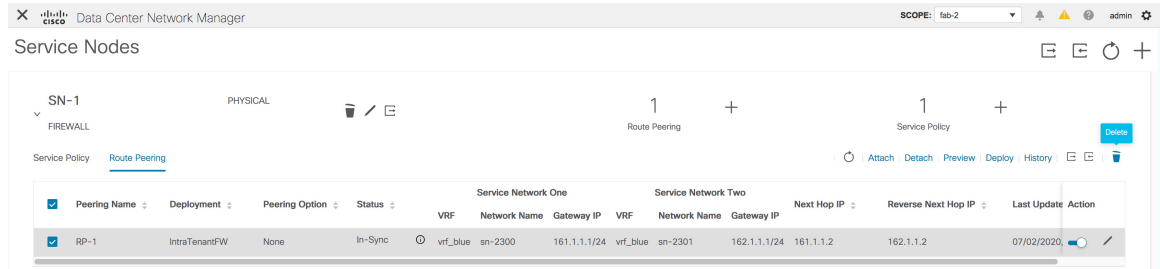 CISCO Data Center Network Manager SCOPE: fab-2 admin
Service Nodes
SN-1 PHYSICAL 1 1
FIREWALL Route Peering Service Policy
Delete
Service Policy Route Peering Attach Detach Preview Deploy History
Service Network One Service Network Two
Peering Name Deployment Peering Option Status VRF Network Name Gateway IP VRF Network Name Gateway IP Next Hop IP Reverse Next Hop IP Last Update Action
RP-1 IntraTenantFW None In-Sync vrf_blue sn-2300 161.1.1.1/24 vrf_blue sn-2301 162.1.1.1/24 161.1.1.2 162.1.1.2 07/02/2020,